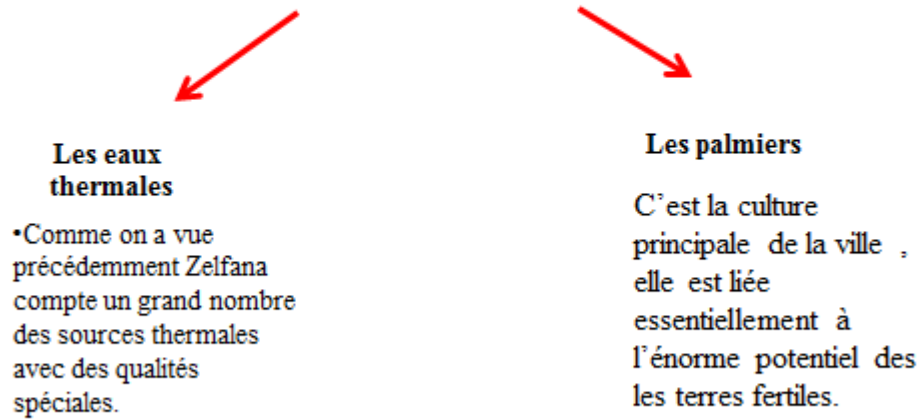 Les eaux
thermales
•Comme on a vue
précédemment Zelfana
compte un grand nombre
des sources thermales
avec des qualités
spéciales.
Les palmiers
C'est la culture
principale de la ville ,
elle est liée
essentiellement à
l'énorme potentiel des
les terres fertiles.